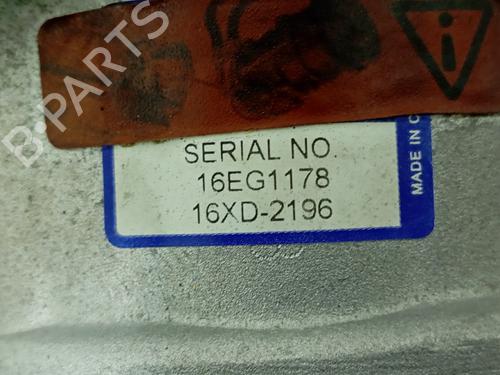 B-PARTS
SERIAL NO.
16EG1178
16XD-2196
MADE IN C